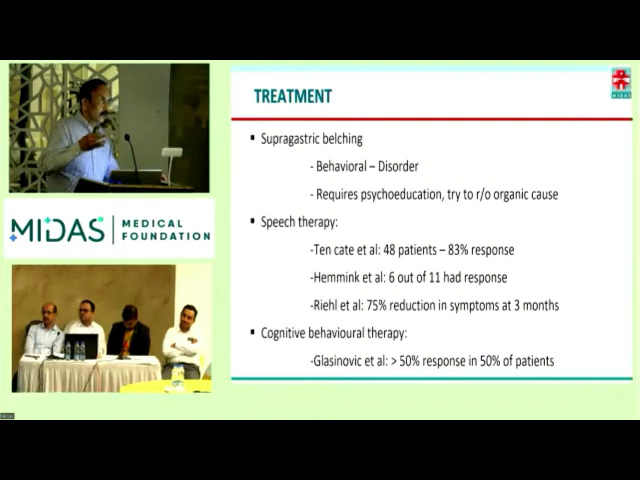 TREATMENT
▪ Supragastric belching
- Behavioral – Disorder
- Requires psychoeducation, try to r/o organic cause
▪ Speech therapy:
-Ten cate et al: 48 patients – 83% response
-Hemmink et al: 6 out of 11 had response
-Riehl et al: 75% reduction in symptoms at 3 months
▪ Cognitive behavioural therapy:
-Glasinovic et al: > 50% response in 50% of patients
MIDAS
MEDICAL
FOUNDATION
MIDAS